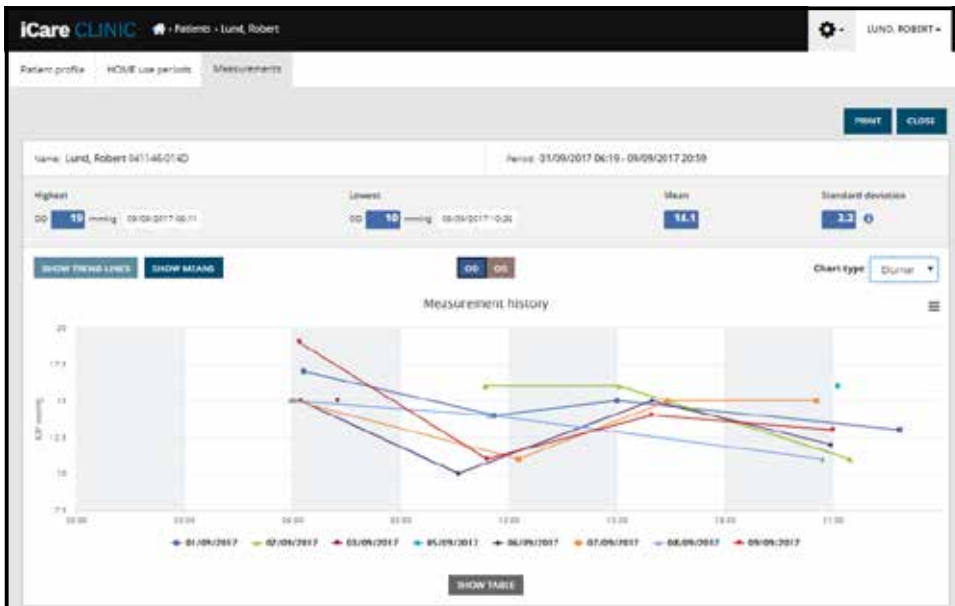 iCare CLINIC › Patients › Lund, Robert LUND, ROBERT
Patient profile HOME use periods Measurements
PRINT CLOSE
Name: Lund, Robert Period: 01/09/2017 06:19 - 09/09/2017 20:59
Highest Lowest Mean Standard deviation
OD 19 mmHg OD 10 mmHg 14.1
SHOW TREND LINES SHOW MEANS OD OS Chart type Diurnal
Measurement history
20
17.5
15
12.5
10
7.5
IOP (mmHg)
00:00 03:00 06:00 09:00 12:00 15:00 18:00 21:00
01/09/2017 02/09/2017 03/09/2017 05/09/2017 06/09/2017 07/09/2017 08/09/2017 09/09/2017
SHOW TABLE